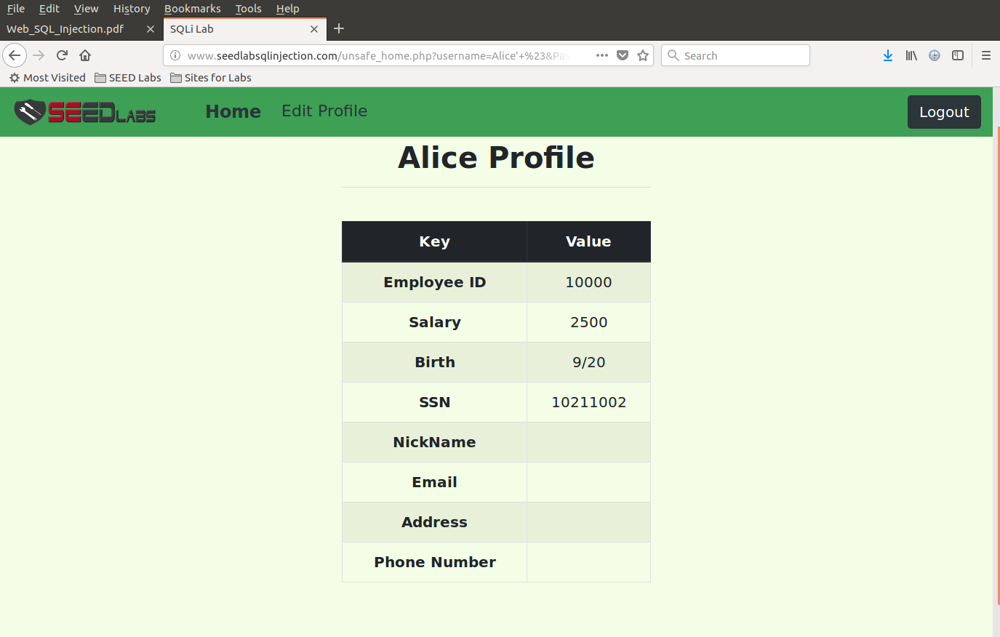 File Edit View History Bookmarks Tools Help
Web_SQL_Injection.pdf SQLi Lab
www.seedlabsqlinjection.com/unsafe_home.php?username=Alice'+%23&Pas Search
Most Visited SEED Labs Sites for Labs
SEEDLABS Home Edit Profile Logout
Alice Profile
Key Value
Employee ID 10000
Salary 2500
Birth 9/20
SSN 10211002
NickName
Email
Address
Phone Number